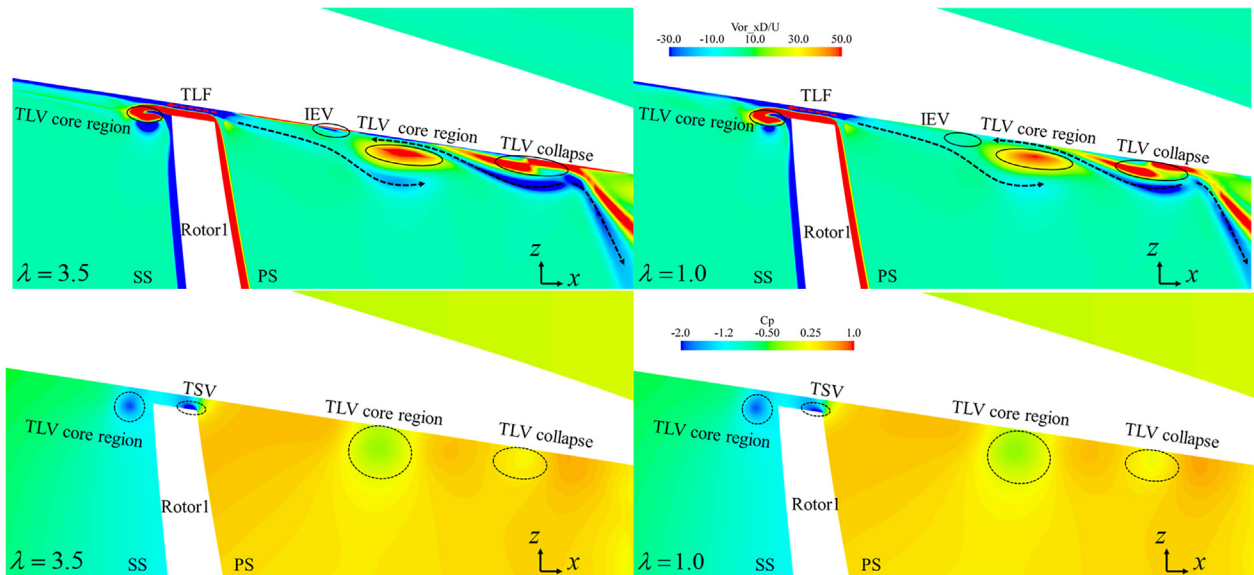 Vor_xD/U
-30.0 -10.0 10.0 30.0 50.0
TLF
IEV
TLV core region
TLV core region
TLV collapse
Rotor1
λ = 3.5
SS
PS
z
x
TLF
IEV
TLV core region
TLV core region
TLV collapse
Rotor1
λ = 1.0
SS
PS
z
x
TSV
TLV core region
TLV core region
TLV collapse
Rotor1
λ = 3.5
SS
PS
z
x
Cp
-2.0 -1.2 -0.50 0.25 1.0
TSV
TLV core region
TLV core region
TLV collapse
Rotor1
λ = 1.0
SS
PS
z
x